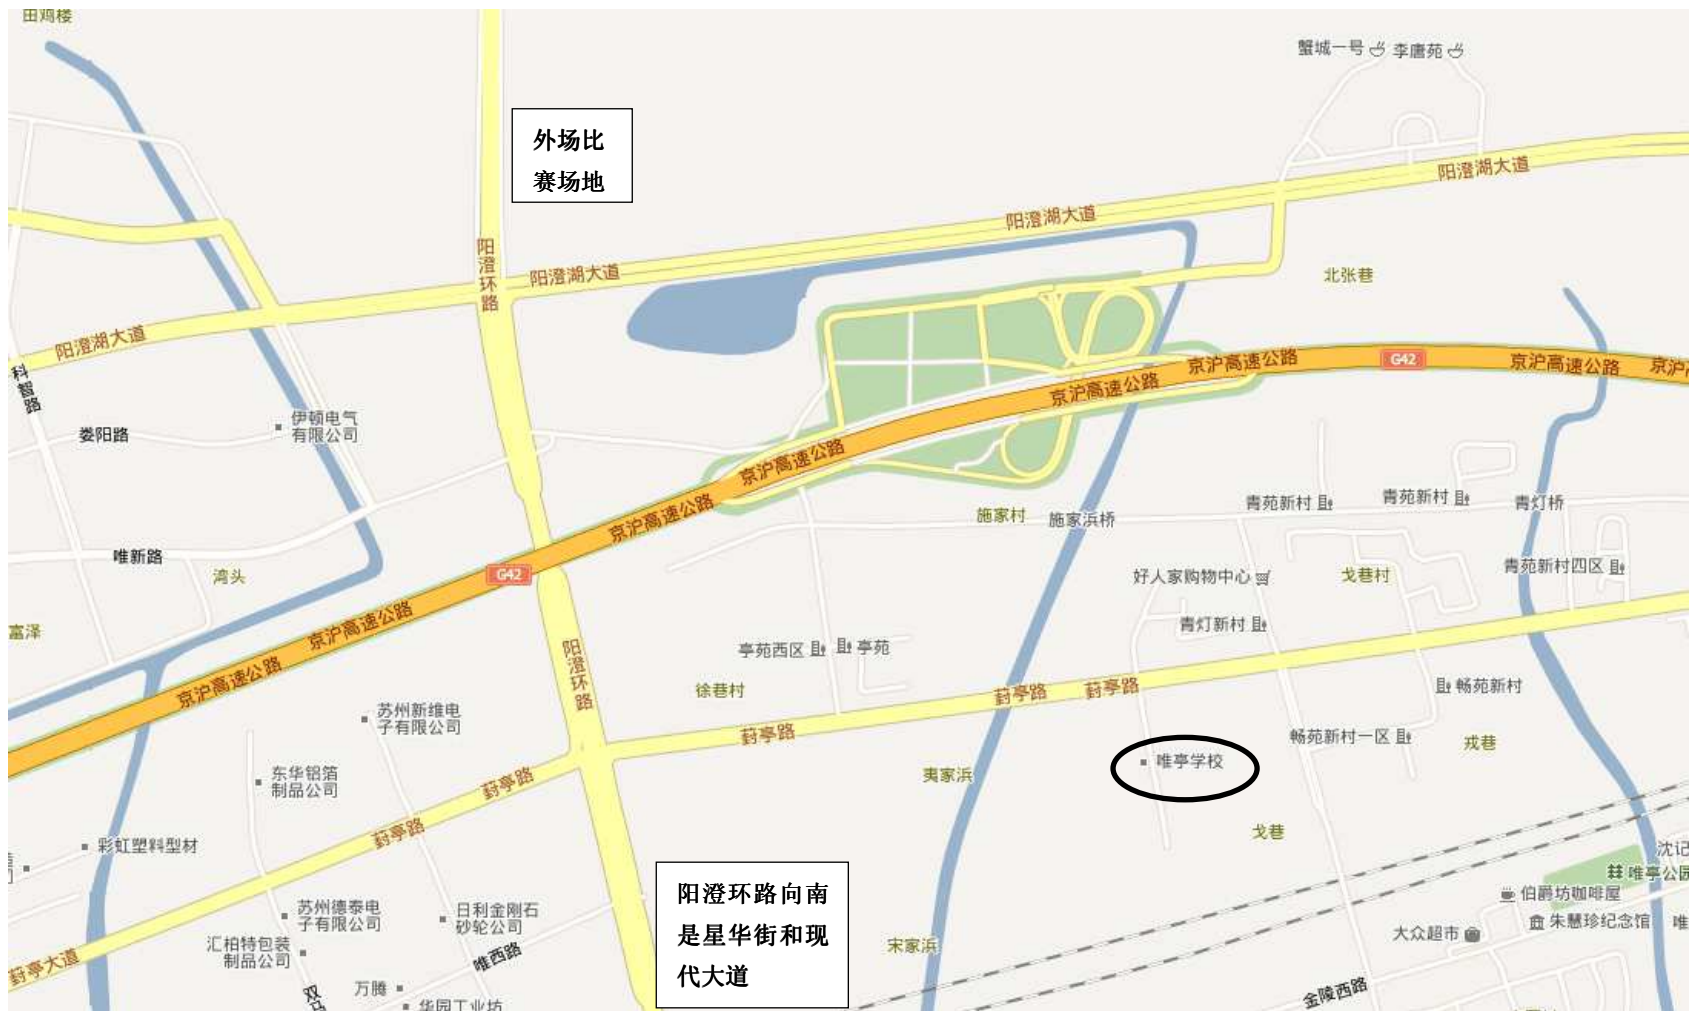 田鸡楼
蟹城一号
李唐苑
外场比
赛场地
阳澄湖大道
阳澄湖大道
阳澄环路
阳澄湖大道
北张巷
阳澄湖大道
京沪高速公路
G42
京沪高速公路
京沪
京沪高速公路
科智路
伊顿电气
有限公司
娄阳路
京沪高速公路
京沪高速公路
青苑新村
青苑新村
青灯桥
施家村
施家浜桥
唯新路
湾头
G42
好人家购物中心
戈巷村
青苑新村四区
富泽
京沪高速公路
青灯新村
亭苑西区
亭苑
阳澄环路
京沪高速公路
徐巷村
葑亭路
葑亭路
畅苑新村
苏州新维电
子有限公司
葑亭路
畅苑新村一区
戎巷
唯亭学校
东华铝箔
制品公司
葑亭路
夷家浜
葑亭路
戈巷
彩虹塑料型材
沈记
唯亭公园
阳澄环路向南
是星华街和现
代大道
伯爵坊咖啡屋
苏州德泰电
子有限公司
日利金刚石
砂轮公司
朱慧珍纪念馆
唯
大众超市
宋家浜
汇柏特包装
制品公司
唯西路
葑亭大道
万腾
双马
金陵西路
华园工业坊